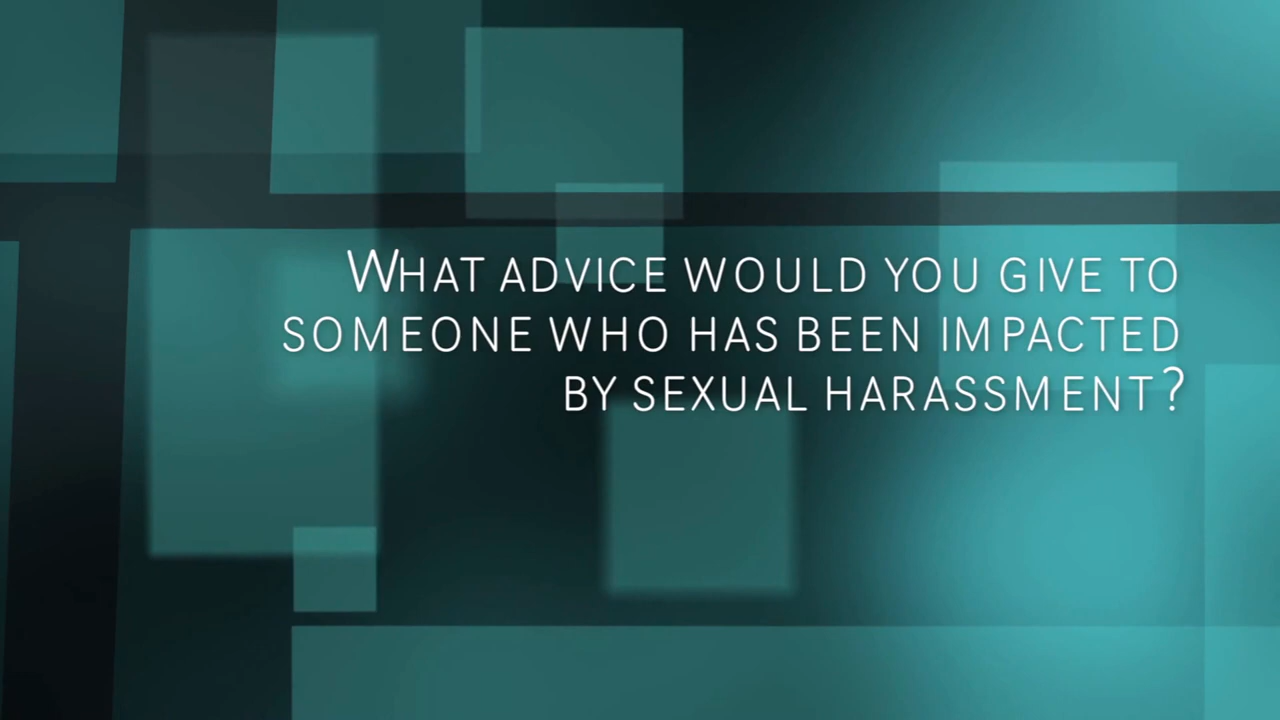 WHAT ADVICE WOULD YOU GIVE TO
SOMEONE WHO HAS BEEN IMPACTED
BY SEXUAL HARASSMENT?